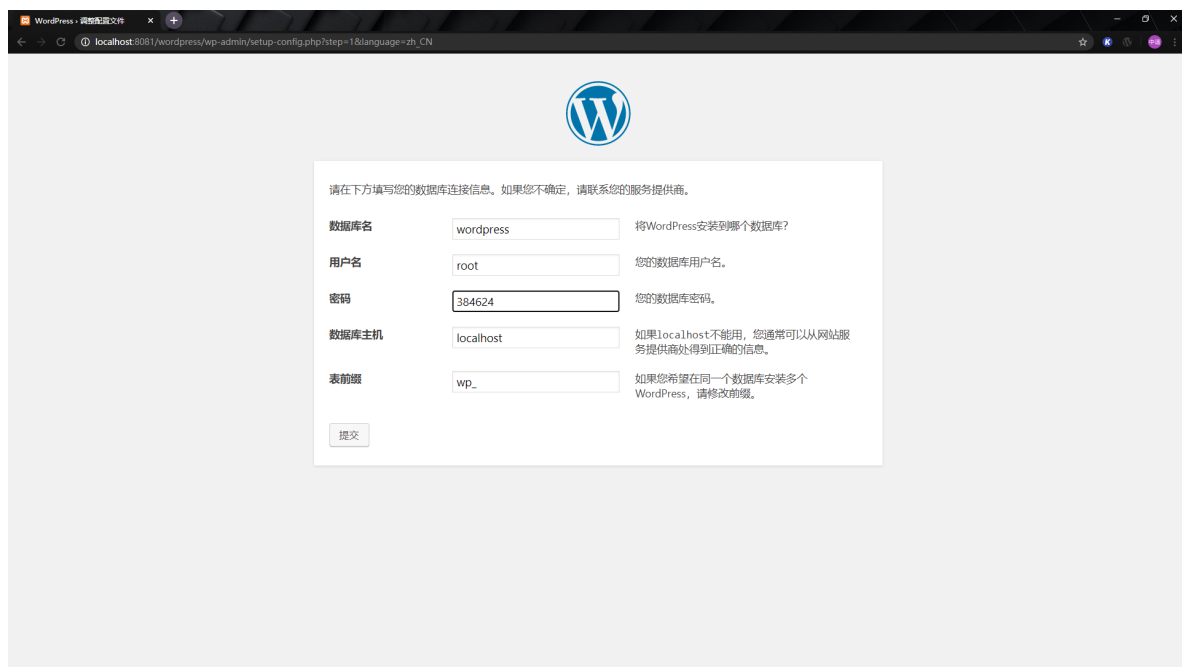 WordPress › 调整配置文件
localhost:8081/wordpress/wp-admin/setup-config.php?step=1&language=zh_CN
K
中语
请在下方填写您的数据库连接信息。如果您不确定，请联系您的服务提供商。
数据库名 wordpress 将WordPress安装到哪个数据库？
用户名 root 您的数据库用户名。
密码 384624 您的数据库密码。
数据库主机 localhost 如果localhost不能用，您通常可以从网站服
务提供商处得到正确的信息。
表前缀 wp_ 如果您希望在同一个数据库安装多个
WordPress，请修改前缀。
提交